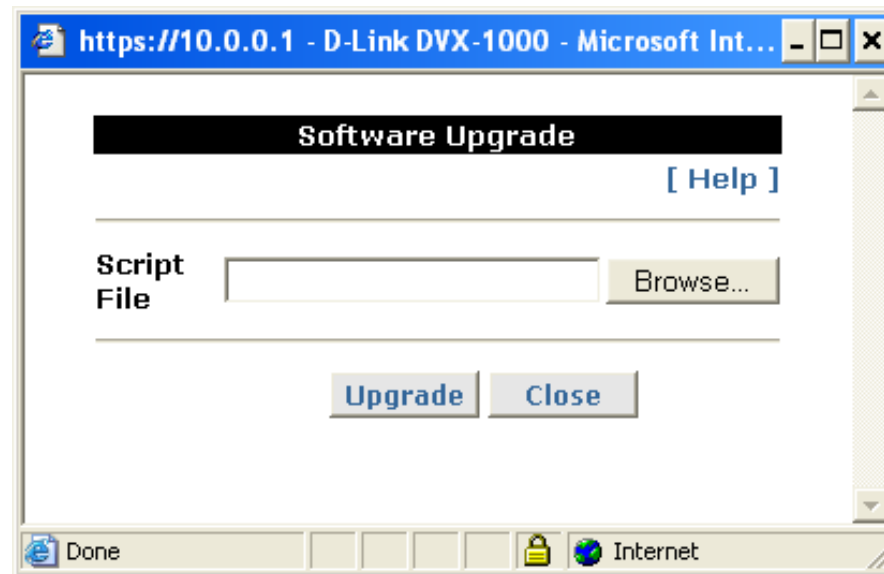 https://10.0.0.1 - D-Link DVX-1000 - Microsoft Int...
Software Upgrade
[ Help ]
Script
File
Browse...
Upgrade Close
Done Internet